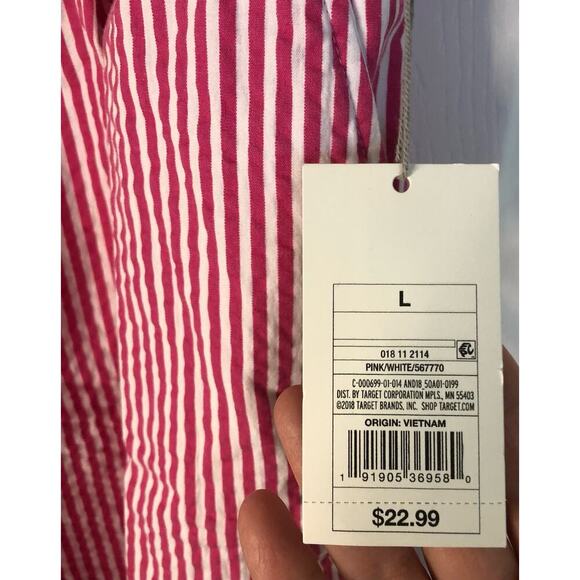 L
018 11 2114
PINK/WHITE/567770
C-000699-01-014 AND18_50A01-0199
DIST. BY TARGET CORPORATION MPLS., MN 55403
©2018 TARGET BRANDS, INC. SHOP TARGET.COM
ORIGIN: VIETNAM
1 91905 36958 0
$22.99